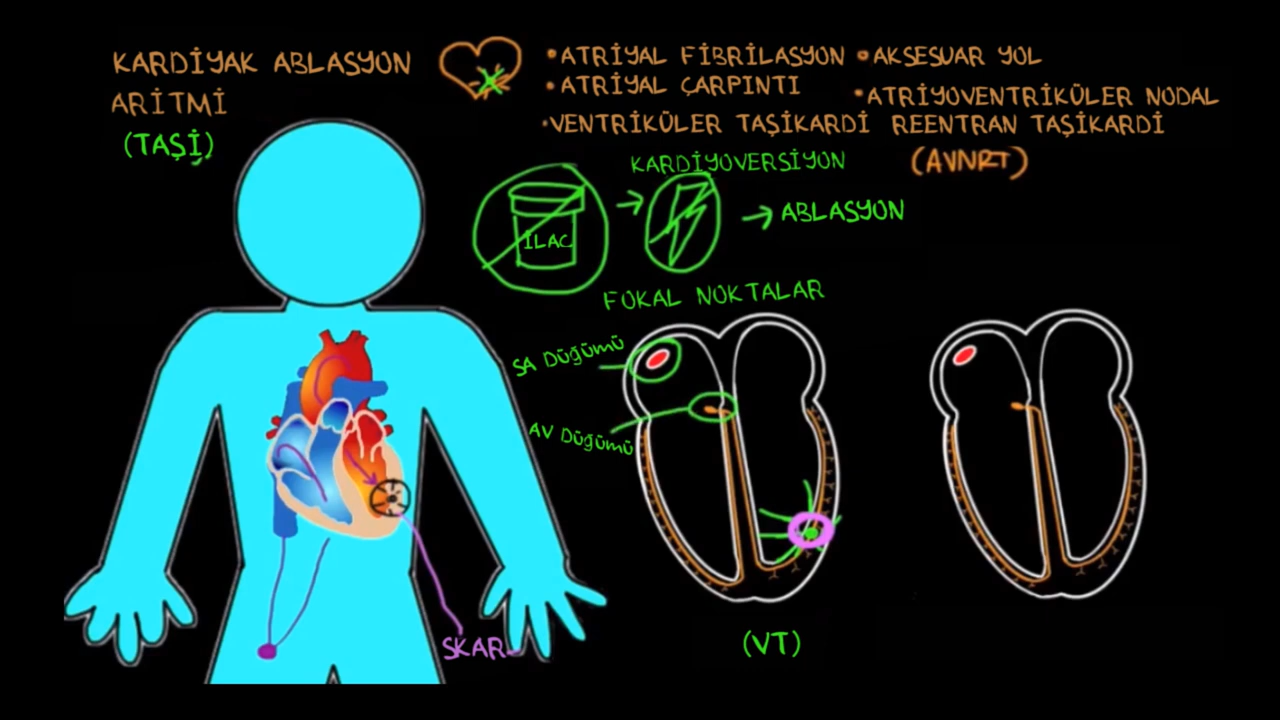 KARDİYAK ABLASYON
ARİTMİ
(TAŞİ)
•ATRİYAL FİBRİLASYON •AKSESUAR YOL
•ATRİYAL ÇARPINTI
•ATRİYOVENTRİKÜLER NODAL
•VENTRİKÜLER TAŞİKARDİ REENTRAN TAŞİKARDİ
(AVNRT)
KARDİYOVERSİYON
İLAC
→ ABLASYON
FOKAL NOKTALAR
SA Düğümü
AV Düğümü
SKAR
(VT)